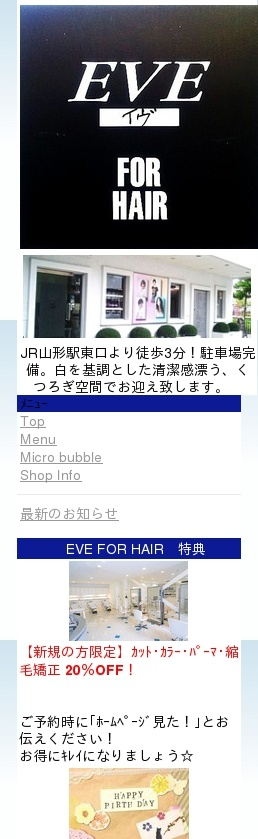 EVE
イヴ
FOR
HAIR
JR山形駅東口より徒歩3分！駐車場完
備。白を基調とした清潔感漂う、く
つろぎ空間でお迎え致します。
ﾒﾆｭｰ
Top
Menu
Micro bubble
Shop Info
最新のお知らせ
EVE FOR HAIR　特典
【新規の方限定】ｶｯﾄ･ｶﾗｰ･ﾊﾟｰﾏ･縮
毛矯正 20%OFF！
ご予約時に｢ﾎｰﾑﾍﾟｰｼﾞ見た！｣とお
伝えください！
お得にｷﾚｲになりましょう☆
HAPPY
BIRTH DAY